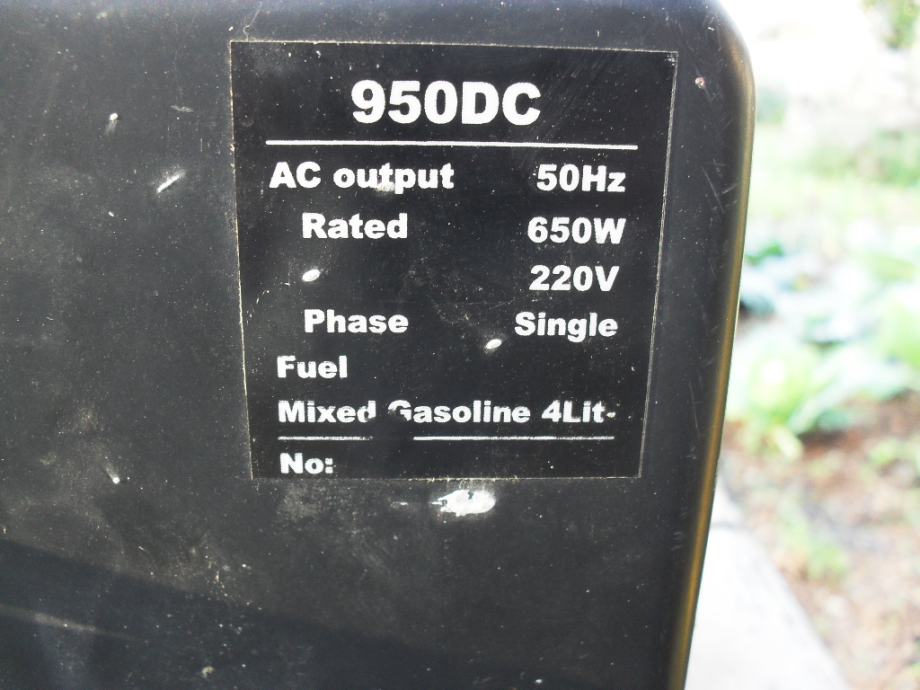 950DC
AC output 50Hz
Rated 650W
220V
Phase Single
Fuel
Mixed Gasoline 4Lit-
No: